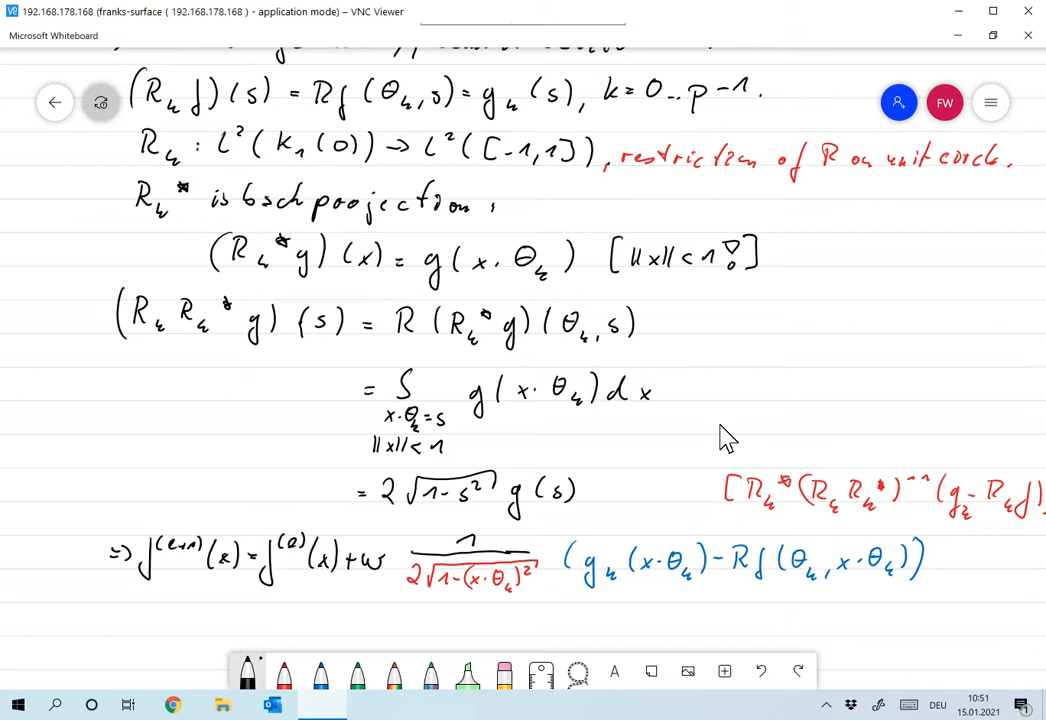 192.168.178.168 (franks-surface ( 192.168.178.168 ) - application mode) – VNC Viewer
Microsoft Whiteboard
(R_k f)(s) = Rf(θ_k, s) = g_k(s), k=0..p-1.
FW
R_k : L²(K_1(0)) → L²([-1,1]), restriction of R on unit circle.
R_k* is backprojection,
(R_k* g)(x) = g(x·θ_k) [||x|| < 1 !]
(R_k R_k* g)(s) = R(R_k* g)(θ_k, s)
= ∫ g(x·θ_k) dx
x·θ_k = s
||x|| < 1
= 2 √(1-s²) g(s) [R_k* (R_k R_k*)^-1 (g_k - R_k f)
⇒ f^(l+1)(x) = f^(l)(x) + ω 1 / (2√(1-(x·θ_k)²)) (g_k(x·θ_k) - Rf(θ_k, x·θ_k))
A
DEU
10:51
15.01.2021
1